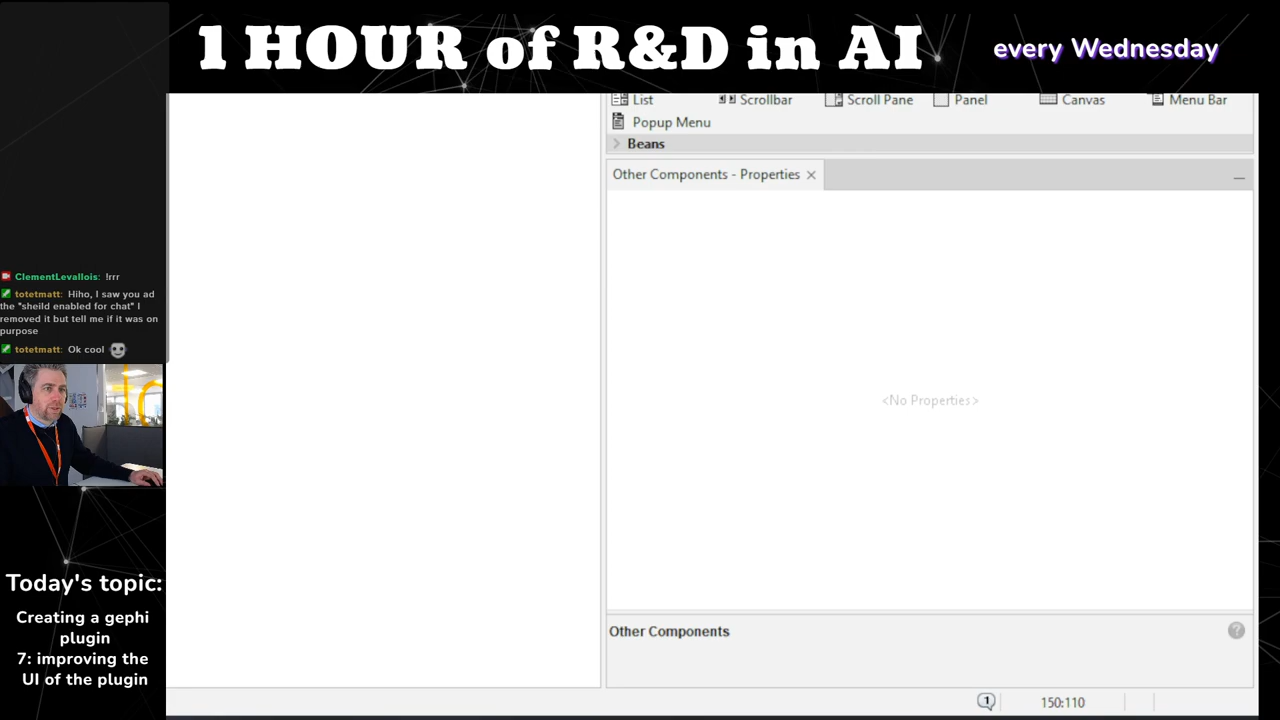 1 HOUR of R&D in AI
every Wednesday
List
Scrollbar
Scroll Pane
Panel
Canvas
Menu Bar
Popup Menu
Beans
Other Components - Properties
<No Properties>
Other Components
1
150:110
ClementLevallois: !rrr
totetmatt: Hiho, I saw you ad
the "sheild enabled for chat" I
removed it but tell me if it was on
purpose
totetmatt: Ok cool
Today's topic:
Creating a gephi
plugin
7: improving the
UI of the plugin